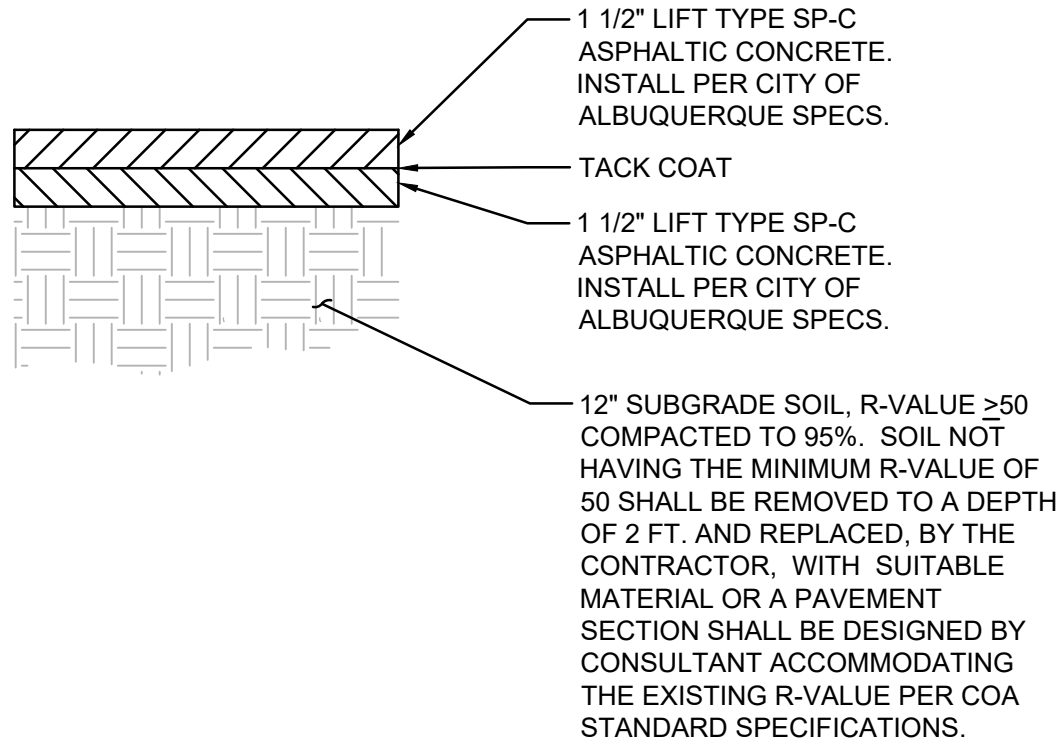 1 1/2" LIFT TYPE SP-C
ASPHALTIC CONCRETE.
INSTALL PER CITY OF
ALBUQUERQUE SPECS.
TACK COAT
1 1/2" LIFT TYPE SP-C
ASPHALTIC CONCRETE.
INSTALL PER CITY OF
ALBUQUERQUE SPECS.
12" SUBGRADE SOIL, R-VALUE ≥50
COMPACTED TO 95%. SOIL NOT
HAVING THE MINIMUM R-VALUE OF
50 SHALL BE REMOVED TO A DEPTH
OF 2 FT. AND REPLACED, BY THE
CONTRACTOR, WITH SUITABLE
MATERIAL OR A PAVEMENT
SECTION SHALL BE DESIGNED BY
CONSULTANT ACCOMMODATING
THE EXISTING R-VALUE PER COA
STANDARD SPECIFICATIONS.